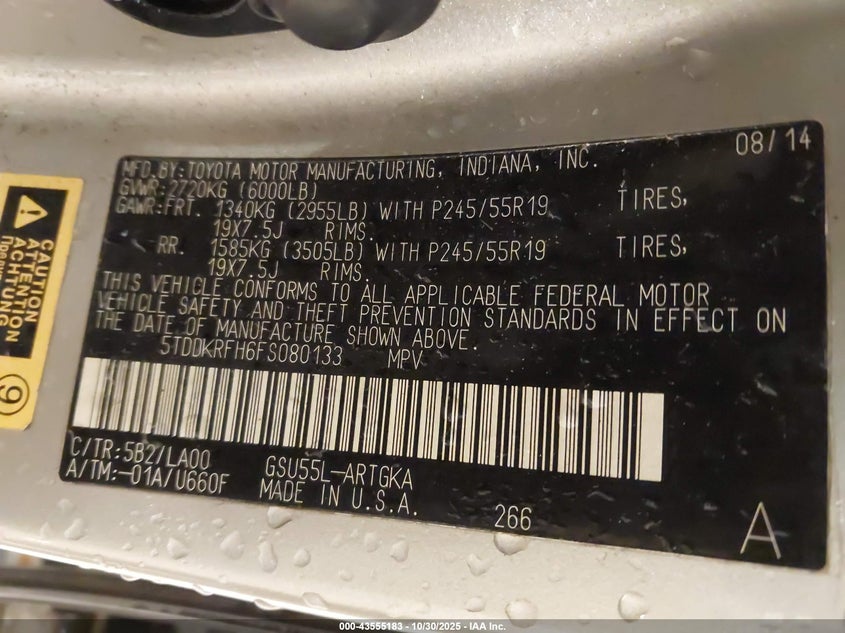 08/14
MFD.BY:TOYOTA MOTOR MANUFACTURING, INDIANA, INC.
GVWR:2720KG (6000LB)
GAWR:FRT. 1340KG (2955LB) WITH P245/55R19 TIRES,
19X7.5J RIMS.
RR. 1585KG (3505LB) WITH P245/55R19 TIRES,
19X7.5J RIMS.
THIS VEHICLE CONFORMS TO ALL APPLICABLE FEDERAL MOTOR
VEHICLE SAFETY AND THEFT PREVENTION STANDARDS IN EFFECT ON
THE DATE OF MANUFACTURE SHOWN ABOVE.
5TDDKRFH6FS080133 MPV
C/TR:5B2/LA00
A/TM:-01A/U660F
GSU55L-ARTGKA
MADE IN U.S.A.
266
A
CAUTION
ATTENTION
ACHTUNG
9
000-43555183 - 10/30/2025 - IAA Inc.